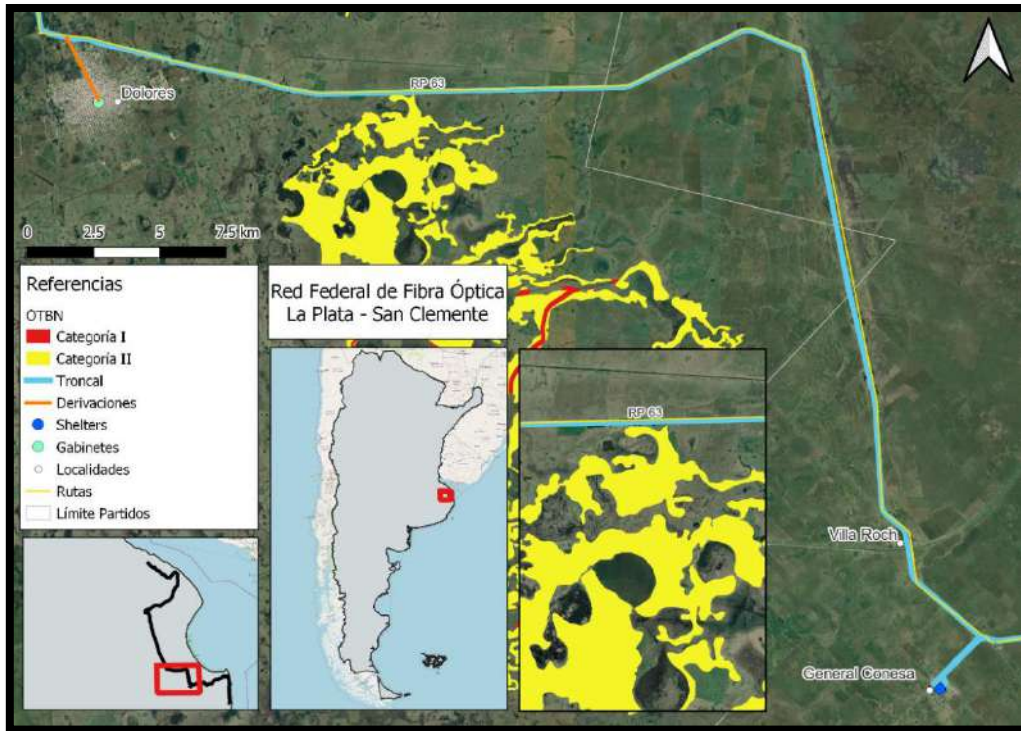 RP 63
Dolores
0 2.5 5 7.5 km
Referencias
OTBN
Categoría I
Categoría II
Troncal
Derivaciones
Shelters
Gabinetes
Localidades
Rutas
Límite Partidos
Red Federal de Fibra Óptica
La Plata - San Clemente
RP 63
Villa Roch
General Conesa